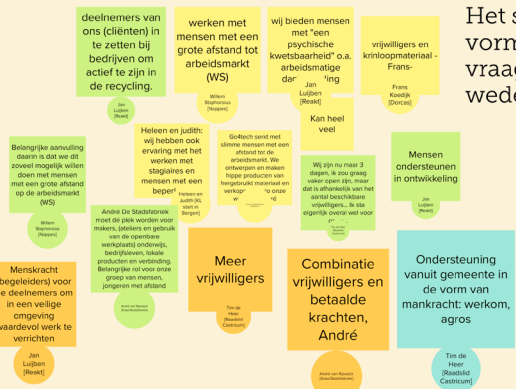 deelnemers van
ons (cliënten) in
te zetten bij
bedrijven om
actief te zijn in
de recycling.
Jan
Luijben
[Reakt]
werken met
mensen met een
grote afstand tot
arbeidsmarkt
(WS)
Willem
Stophorsius
[Noppes]
wij bieden mensen
met "een
psychische
kwetsbaarheid" o.a.
arbeidsmatige
Jan
Luijben
[Reakt]
Kan heel
veel
vrijwilligers en
krinloopmateriaal -
Frans-
Frans
Koedijk
[Dorcas]
Het s
vorm
vraag
wede
Belangrijke aanvulling
daarin is dat we dit
zoveel mogelijk willen
doen met mensen met
een grote afstand
op de arbeidsmarkt
(WS)
Willem
Stophorsius
[Noppes]
Heleen en judith:
wij hebben ook
ervaring met het
werken met
stagiaires en
mensen met een
Heleen en
Judith [KL
start in
Bergen]
Go4tech send met
slimme mensen met een
afstand tot de
arbeidsmarkt. We
ontwerpen en maken
hippe producten van
hergebruikt materieel en
Wij zijn nu maar 3
dagen, ik zou graag
vaker open zijn, maar
dat is afhankelijk van het
aantal beschikbare
vrijwilligers... Ik sta
eigenlijk overal wel voor
Mensen
ondersteunen
in ontwikkeling
Jan
Luijben
[Reakt]
André De Stadsfabriek
moet dé plek worden voor
makers, (ateliers en gebruik
van de openbare
werkplaats) onderwijs,
bedrijfsleven, lokale
producten en verbinding.
Belangrijke rol voor onze
groep van mensen,
jongeren met afstand
Menskracht
begeleiders) voor
de deelnemers om
in een veilige
omgeving
waardevol werk te
verrichten
Jan
Luijben
[Reakt]
Meer
vrijwilligers
Tim de
Heer
[Raadslid
Castricum]
Combinatie
vrijwilligers en
betaalde
krachten,
André
Ondersteuning
vanuit gemeente in
de vorm van
mankracht: werkom,
agros
Tim de
Heer
[Raadslid
Castricum]